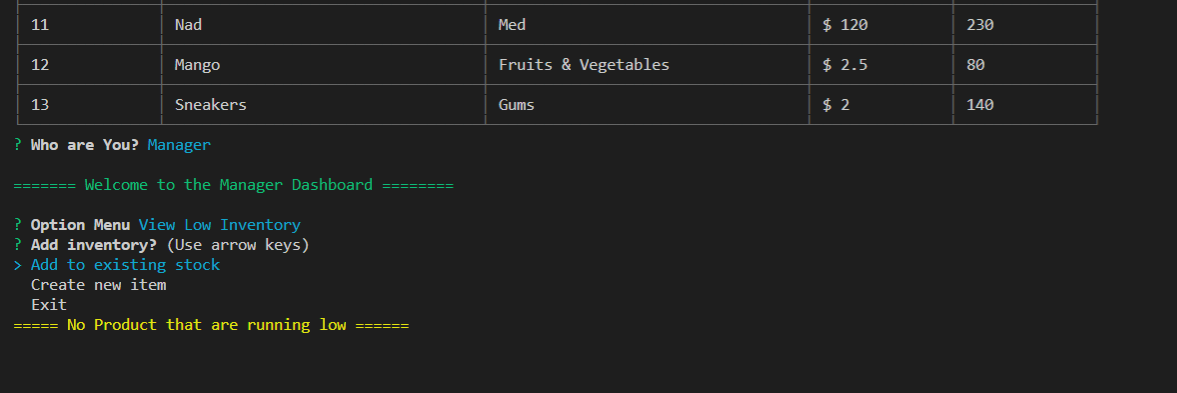 11 Nad Med $ 120 230
12 Mango Fruits & Vegetables $ 2.5 80
13 Sneakers Gums $ 2 140
? Who are You? Manager
======= Welcome to the Manager Dashboard ========
? Option Menu View Low Inventory
? Add inventory? (Use arrow keys)
> Add to existing stock
Create new item
Exit
===== No Product that are running low ======